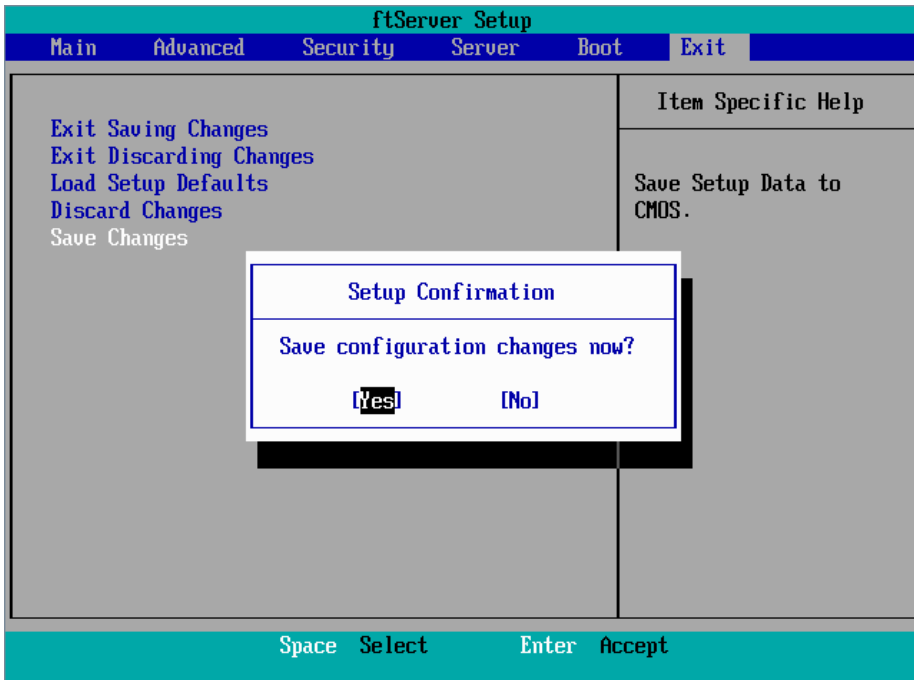 ftServer Setup
Main Advanced Security Server Boot Exit
Item Specific Help
Exit Saving Changes
Exit Discarding Changes
Load Setup Defaults
Discard Changes
Save Changes
Save Setup Data to
CMOS.
Setup Confirmation
Save configuration changes now?
[Yes] [No]
Space Select Enter Accept